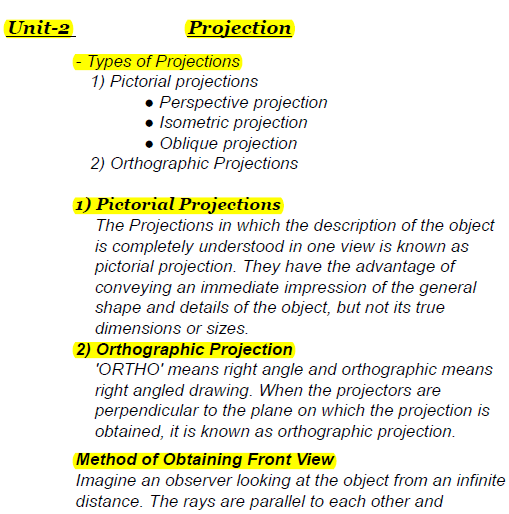 Unit-2 Projection
- Types of Projections
1) Pictorial projections
● Perspective projection
● Isometric projection
● Oblique projection
2) Orthographic Projections
1) Pictorial Projections
The Projections in which the description of the object
is completely understood in one view is known as
pictorial projection. They have the advantage of
conveying an immediate impression of the general
shape and details of the object, but not its true
dimensions or sizes.
2) Orthographic Projection
'ORTHO' means right angle and orthographic means
right angled drawing. When the projectors are
perpendicular to the plane on which the projection is
obtained, it is known as orthographic projection.
Method of Obtaining Front View
Imagine an observer looking at the object from an infinite
distance. The rays are parallel to each other and